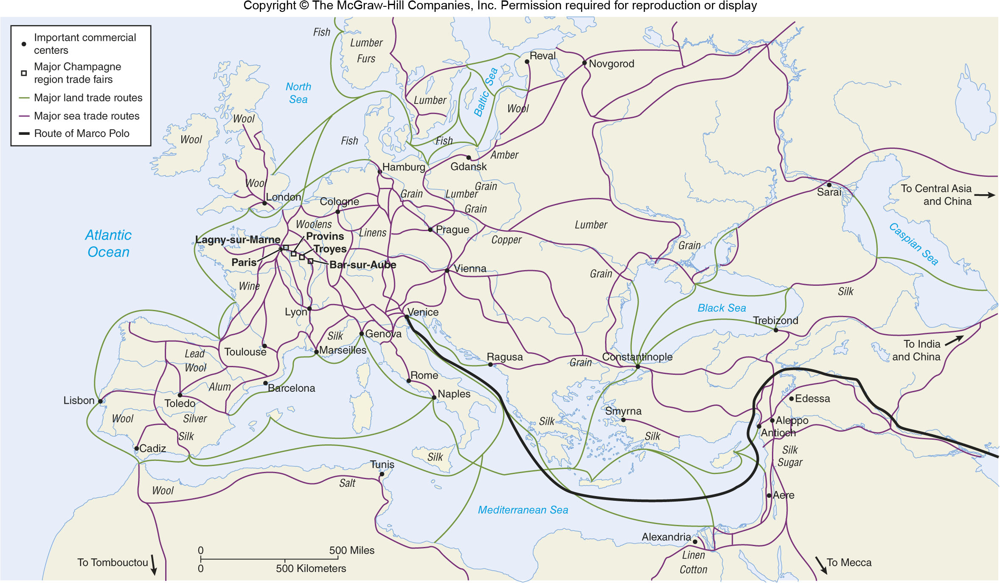 Copyright © The McGraw-Hill Companies, Inc. Permission required for reproduction or display
Important commercial
centers
Major Champagne
region trade fairs
Major land trade routes
Major sea trade routes
Route of Marco Polo
Fish
Lumber
Furs
North
Sea
Reval
Novgorod
Baltic Sea
Lumber
Wool
Wool
Wool
Fish
Fish
Amber
Hamburg
Gdansk
Wool
London
Cologne
Grain
Lumber
Grain
Grain
Sarai
To Central Asia
and China
Atlantic
Ocean
Woolens
Linens
Prague
Lumber
Copper
Grain
Caspian Sea
Lagny-sur-Marne
Provins
Troyes
Paris
Bar-sur-Aube
Vienna
Grain
Wine
Silk
Lyon
Venice
Black Sea
Trebizond
Silk
Genova
Marseilles
Toulouse
Lead
Wool
Ragusa
Grain
Constantinople
To India
and China
Rome
Alum
Barcelona
Naples
Lisbon
Toledo
Edessa
Wool
Silver
Silk
Smyrna
Silk
Silk
Aleppo
Antioch
Cadiz
Silk
Silk
Sugar
Tunis
Salt
Wool
Aere
Mediterranean Sea
Alexandria
Linen
Cotton
0
500 Miles
0
500 Kilometers
To Tombouctou
To Mecca